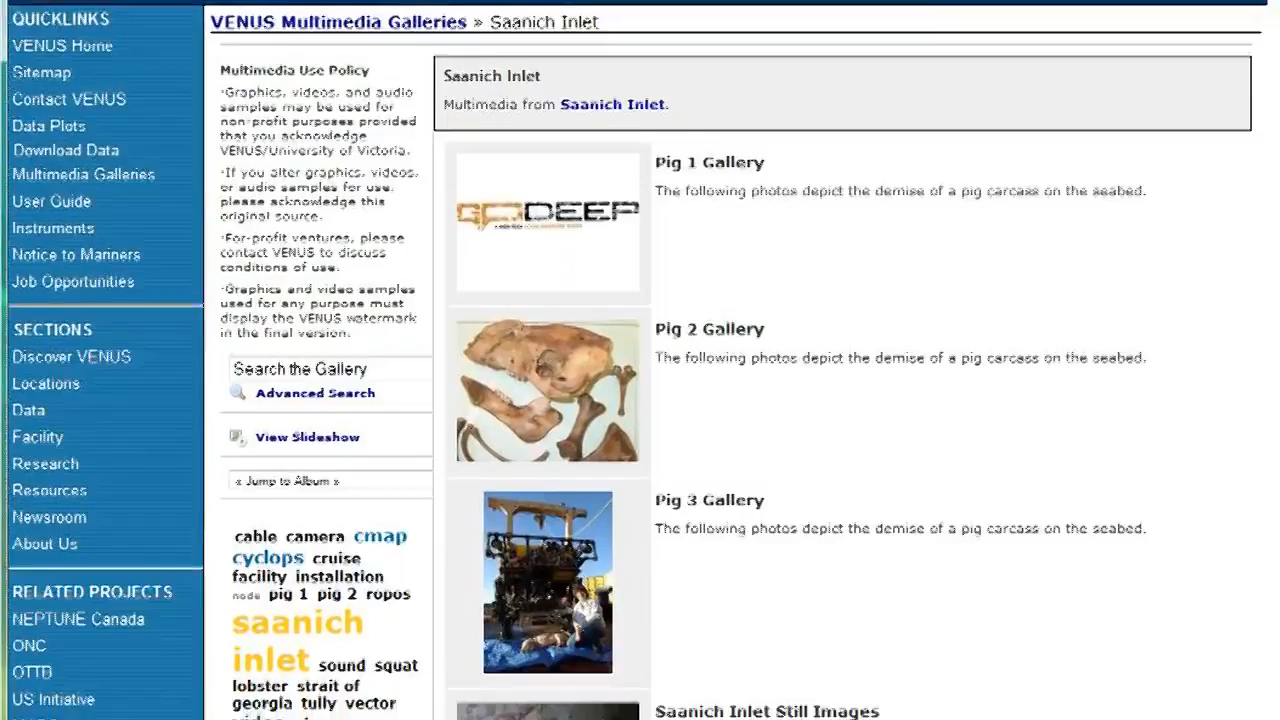 QUICKLINKS
VENUS Home
Sitemap
Contact VENUS
Data Plots
Download Data
Multimedia Galleries
User Guide
Instruments
Notice to Mariners
Job Opportunities
SECTIONS
Discover VENUS
Locations
Data
Facility
Research
Resources
Newsroom
About Us
RELATED PROJECTS
NEPTUNE Canada
ONC
OTTB
US Initiative
VENUS Multimedia Galleries » Saanich Inlet
Multimedia Use Policy
·Graphics, videos, and audio
samples may be used for
non-profit purposes provided
that you acknowledge
VENUS/University of Victoria.
·If you alter graphics, videos,
or audio samples for use,
please acknowledge this
original source.
·For-profit ventures, please
contact VENUS to discuss
conditions of use.
·Graphics and video samples
used for any purpose must
display the VENUS watermark
in the final version.
Search the Gallery
Advanced Search
View Slideshow
« Jump to Album »
cable camera cmap
cyclops cruise
facility installation
node pig 1 pig 2 ropos
saanich
inlet sound squat
lobster strait of
georgia tully vector
Saanich Inlet
Multimedia from Saanich Inlet.
GODEEP
Pig 1 Gallery
The following photos depict the demise of a pig carcass on the seabed.
Pig 2 Gallery
The following photos depict the demise of a pig carcass on the seabed.
Pig 3 Gallery
The following photos depict the demise of a pig carcass on the seabed.
Saanich Inlet Still Images